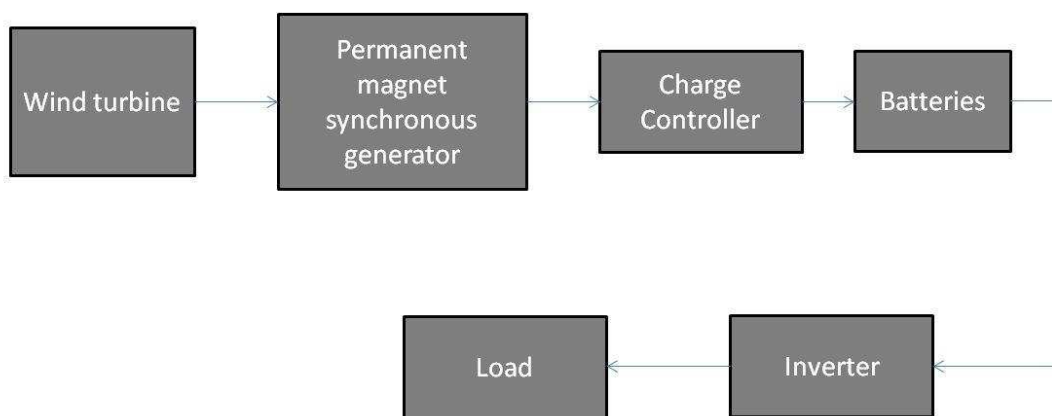 Wind turbine
Permanent
magnet
synchronous
generator
Charge
Controller
Batteries
Load
Inverter